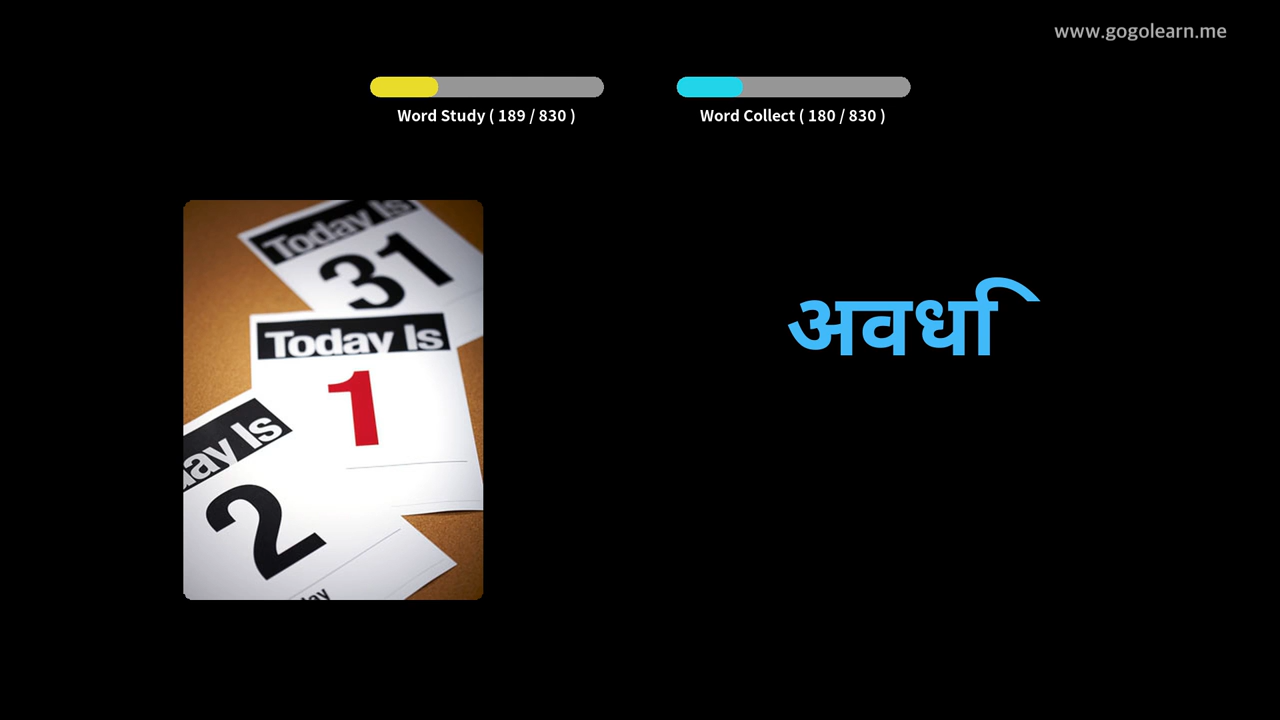 www.gogolearn.me
Word Study ( 189 / 830 )
Word Collect ( 180 / 830 )
Today Is
31
Today Is
1
day Is
2
अवधि